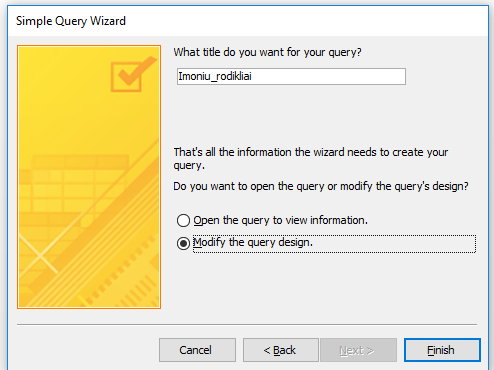 Simple Query Wizard
What title do you want for your query?
Imoniu_rodikliai
That's all the information the wizard needs to create your
query.
Do you want to open the query or modify the query's design?
Open the query to view information.
Modify the query design.
Cancel
< Back
Next >
Finish